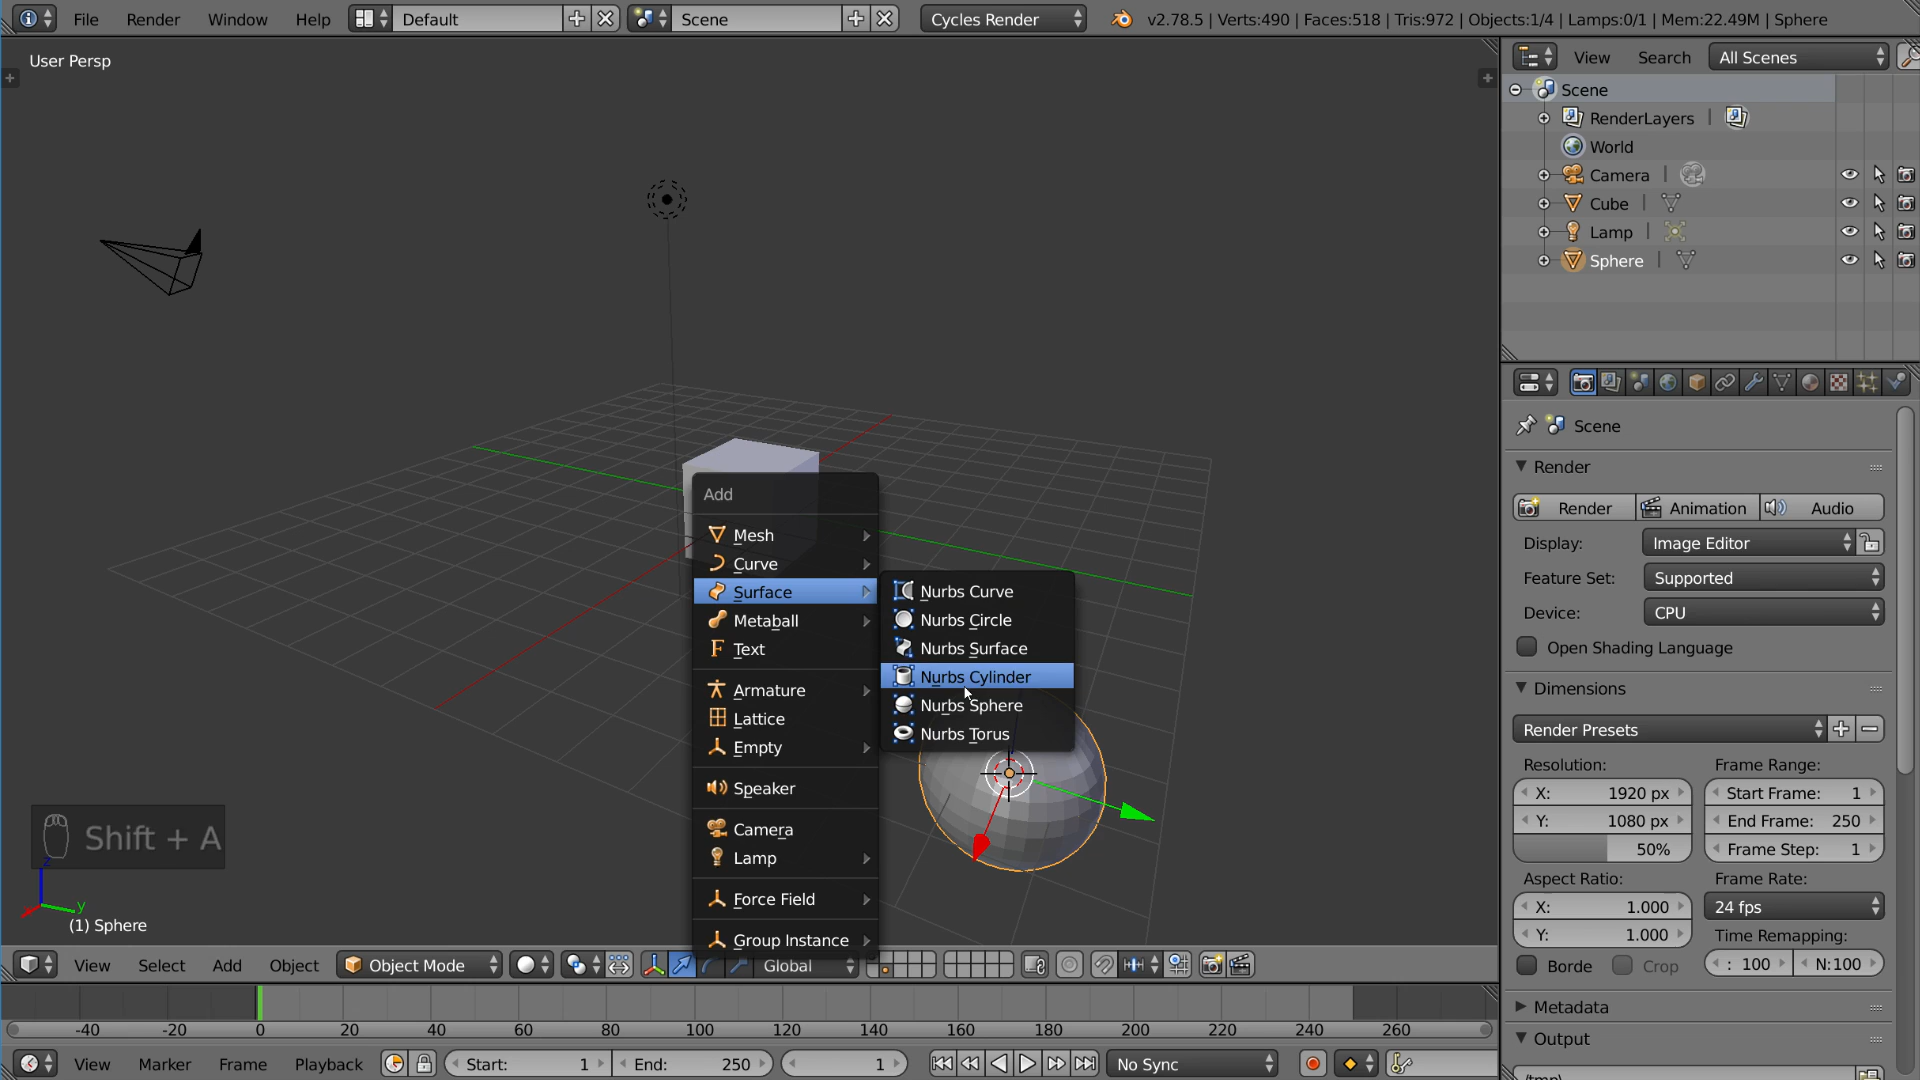 File Render Window Help Default Scene Cycles Render v2.78.5 | Verts:490 | Faces:518 | Tris:972 | Objects:1/4 | Lamps:0/1 | Mem:22.49M | Sphere
User Persp
View Search All Scenes
Scene
RenderLayers
World
Camera
Cube
Lamp
Sphere
Scene
Render
Render Animation Audio
Display: Image Editor
Feature Set: Supported
Device: CPU
Open Shading Language
Dimensions
Render Presets
Resolution: Frame Range:
X: 1920 px Start Frame: 1
Y: 1080 px End Frame: 250
50% Frame Step: 1
Aspect Ratio: Frame Rate:
X: 1.000 24 fps
Y: 1.000 Time Remapping:
Borde Crop : 100 N:100
Metadata
Output
/tmp\
Add
Mesh
Curve
Surface
Metaball
Text
Armature
Lattice
Empty
Speaker
Camera
Lamp
Force Field
Group Instance
Nurbs Curve
Nurbs Circle
Nurbs Surface
Nurbs Cylinder
Nurbs Sphere
Nurbs Torus
Shift + A
z
y
(1) Sphere
View Select Add Object Object Mode Global
-40 -20 0 20 40 60 80 100 120 140 160 180 200 220 240 260
View Marker Frame Playback Start: 1 End: 250 1 No Sync